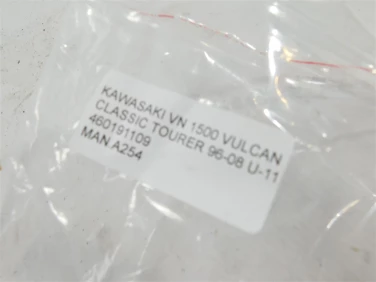 KAWASAKI VN 1500 VULCAN
CLASSIC TOURER 96-08 U-11
460191109
MAN A254